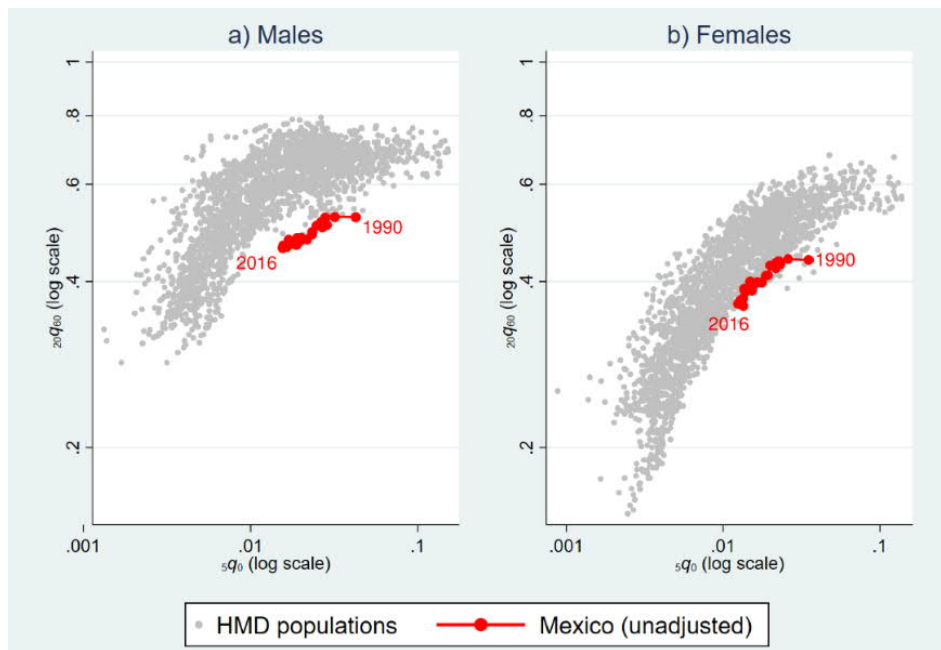 a) Males
1
.8
.6
.4
.2
₂₀q₆₀ (log scale)
1990
2016
.001
.01
.1
₅q₀ (log scale)
b) Females
1
.8
.6
.4
.2
₂₀q₆₀ (log scale)
1990
2016
.001
.01
.1
₅q₀ (log scale)
HMD populations
Mexico (unadjusted)